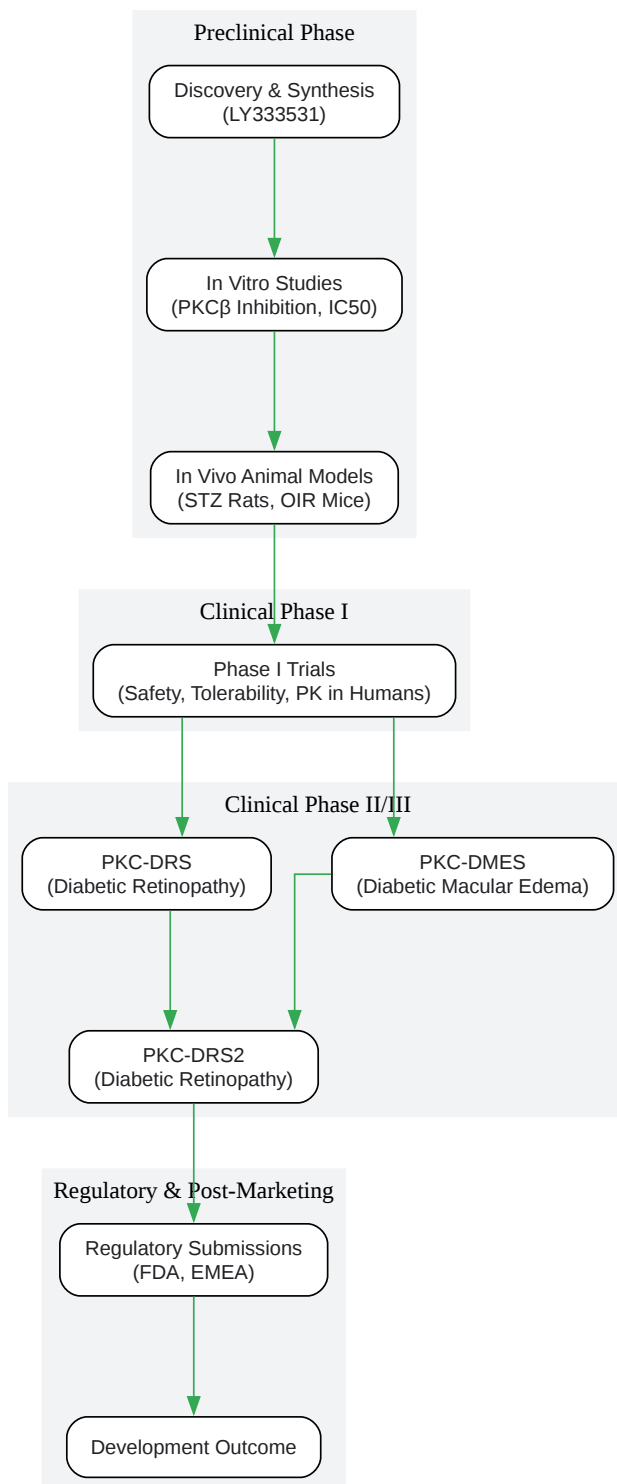 Preclinical Phase
Discovery & Synthesis
(LY333531)
In Vitro Studies
(PKCβ Inhibition, IC50)
In Vivo Animal Models
(STZ Rats, OIR Mice)
Clinical Phase I
Phase I Trials
(Safety, Tolerability, PK in Humans)
Clinical Phase II/III
PKC-DRS
(Diabetic Retinopathy)
PKC-DMES
(Diabetic Macular Edema)
PKC-DRS2
(Diabetic Retinopathy)
Regulatory & Post-Marketing
Regulatory Submissions
(FDA, EMEA)
Development Outcome